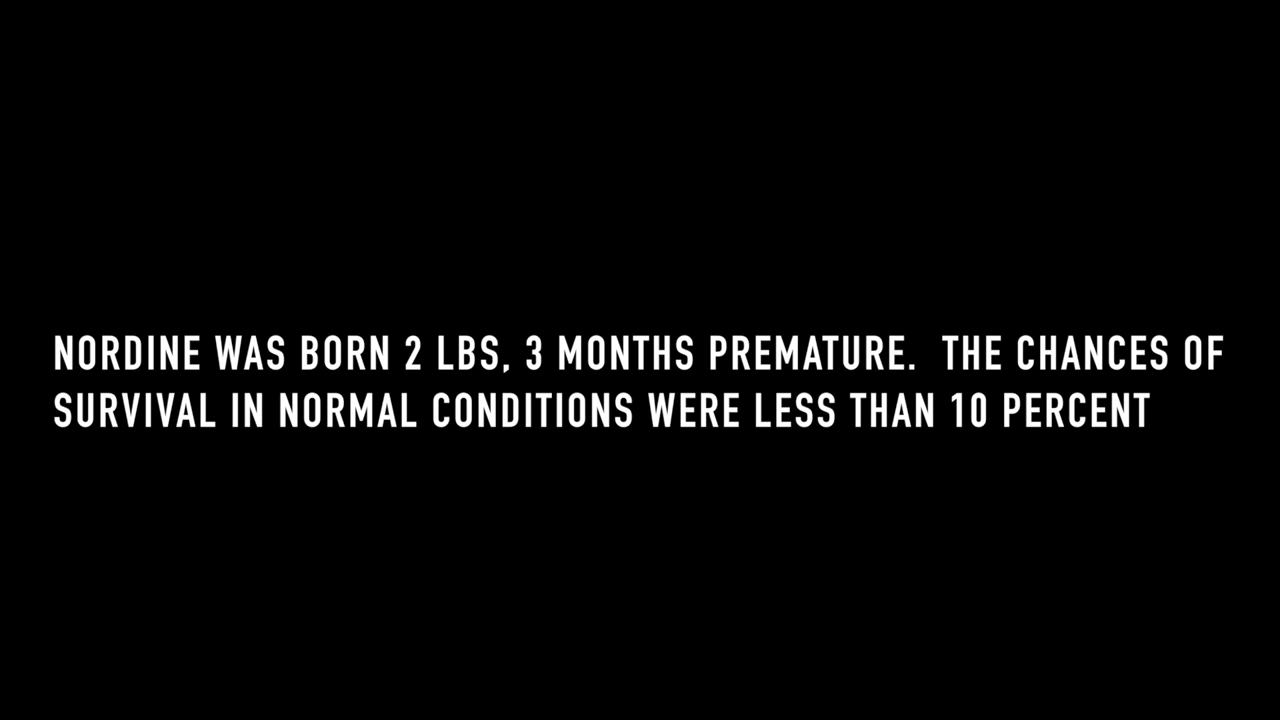 NORDINE WAS BORN 2 LBS, 3 MONTHS PREMATURE.  THE CHANCES OF
SURVIVAL IN NORMAL CONDITIONS WERE LESS THAN 10 PERCENT